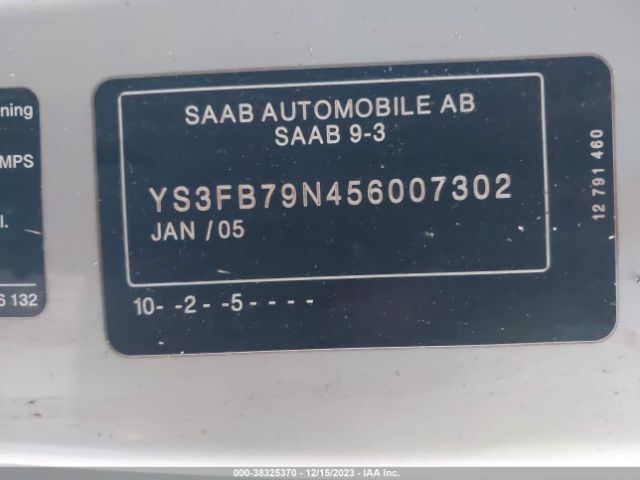 ning
MPS
l.
6 132
SAAB AUTOMOBILE AB
SAAB 9-3
YS3FB79N456007302
JAN / 05
10- -2- -5- - - -
12 791 460
000-38325370 - 12/15/2023 - IAA Inc.